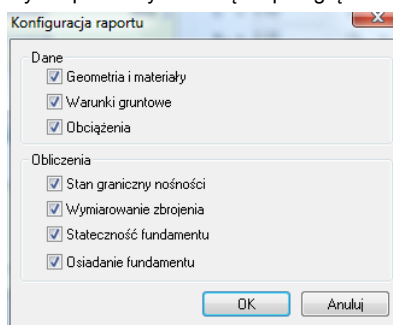 Konfiguracja raportu
Dane
Geometria i materiały
Warunki gruntowe
Obciążenia
Obliczenia
Stan graniczny nośności
Wymiarowanie zbrojenia
Stateczność fundamentu
Osiadanie fundamentu
OK Anuluj